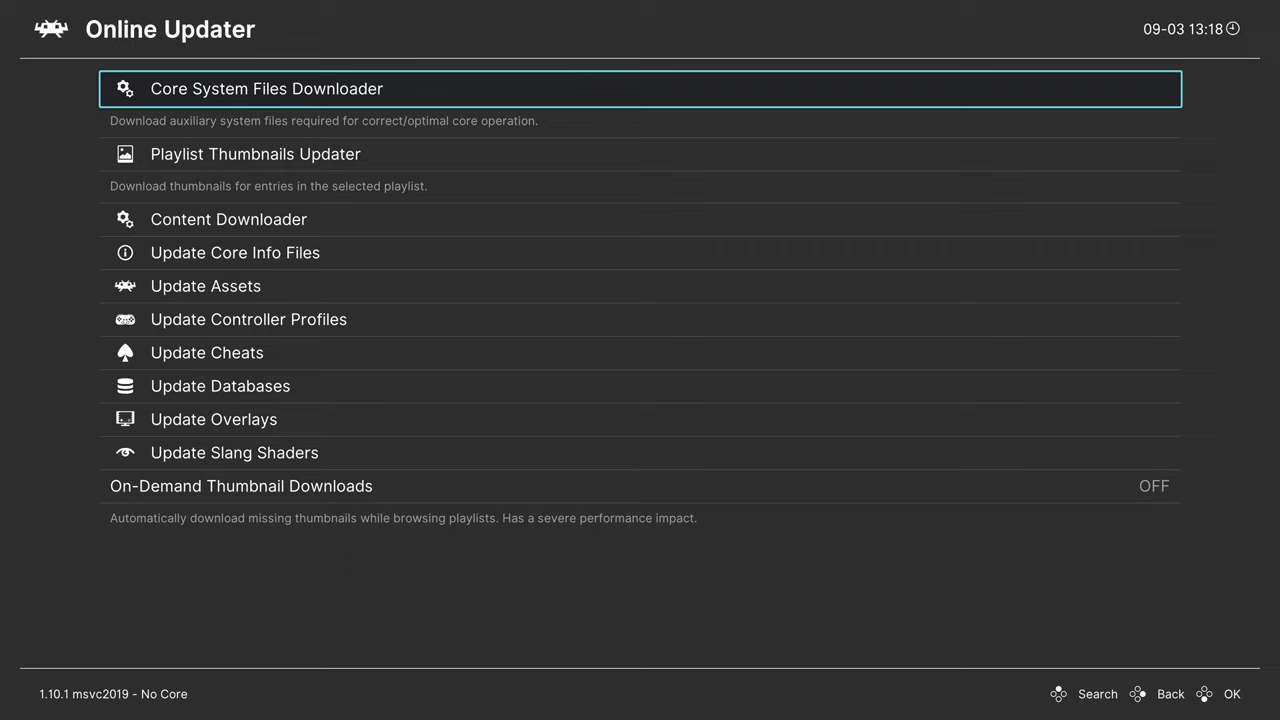 Online Updater
09-03 13:18
Core System Files Downloader
Download auxiliary system files required for correct/optimal core operation.
Playlist Thumbnails Updater
Download thumbnails for entries in the selected playlist.
Content Downloader
Update Core Info Files
Update Assets
Update Controller Profiles
Update Cheats
Update Databases
Update Overlays
Update Slang Shaders
On-Demand Thumbnail Downloads OFF
Automatically download missing thumbnails while browsing playlists. Has a severe performance impact.
1.10.1 msvc2019 - No Core
Search Back OK